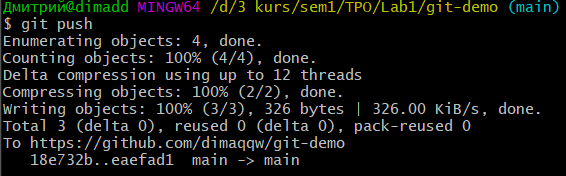 Дмитрий@dimadd MINGW64 /d/3 kurs/sem1/TPO/Lab1/git-demo (main)
$ git push
Enumerating objects: 4, done.
Counting objects: 100% (4/4), done.
Delta compression using up to 12 threads
Compressing objects: 100% (2/2), done.
Writing objects: 100% (3/3), 326 bytes | 326.00 KiB/s, done.
Total 3 (delta 0), reused 0 (delta 0), pack-reused 0
To https://github.com/dimaqqw/git-demo
   18e732b..eaefad1  main -> main